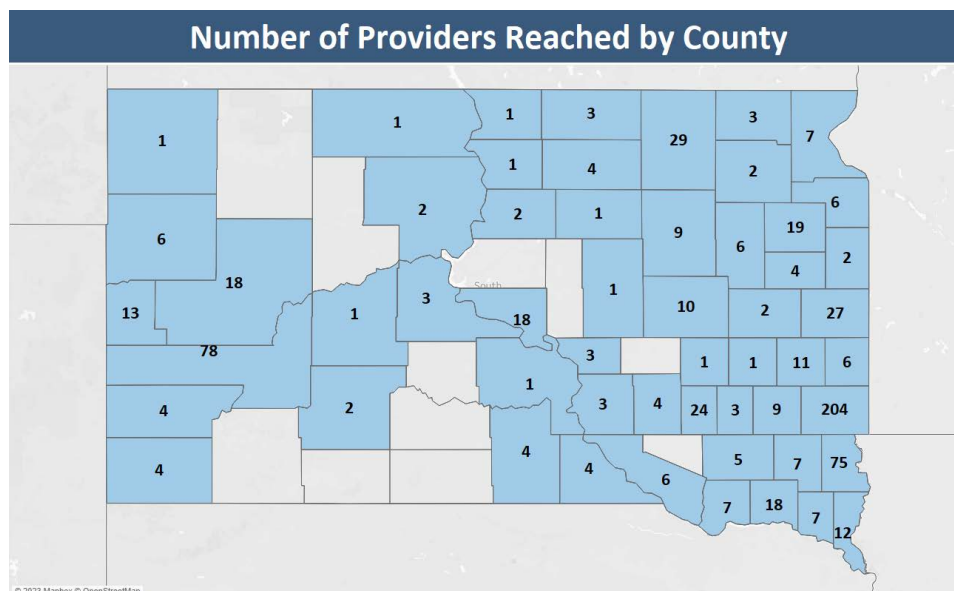 Number of Providers Reached by County
1 3 3
1 1 29 7
1 4 2
2 2 1 6
6 9 6 19 2
18 4
South
13 1 3 1 10 2 27
18
78 3 1 1 11 6
4 2 1 3 4 24 3 9 204
4 4 4 6 5 7 75
7 18 7
12
© 2023 Mapbox © OpenStreetMap